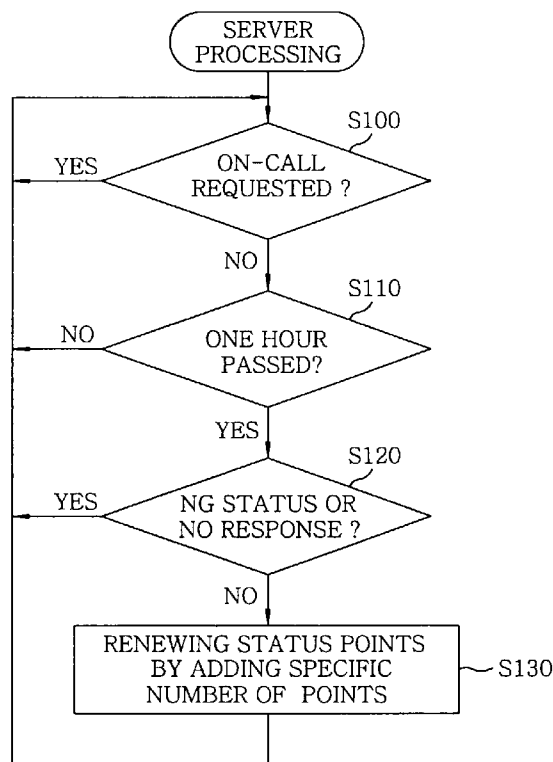 SERVER
PROCESSING
S100
YES
ON-CALL
REQUESTED ?
NO
S110
NO
ONE HOUR
PASSED?
YES
S120
YES
NG STATUS OR
NO RESPONSE ?
NO
RENEWING STATUS POINTS
BY ADDING SPECIFIC
NUMBER OF POINTS
S130